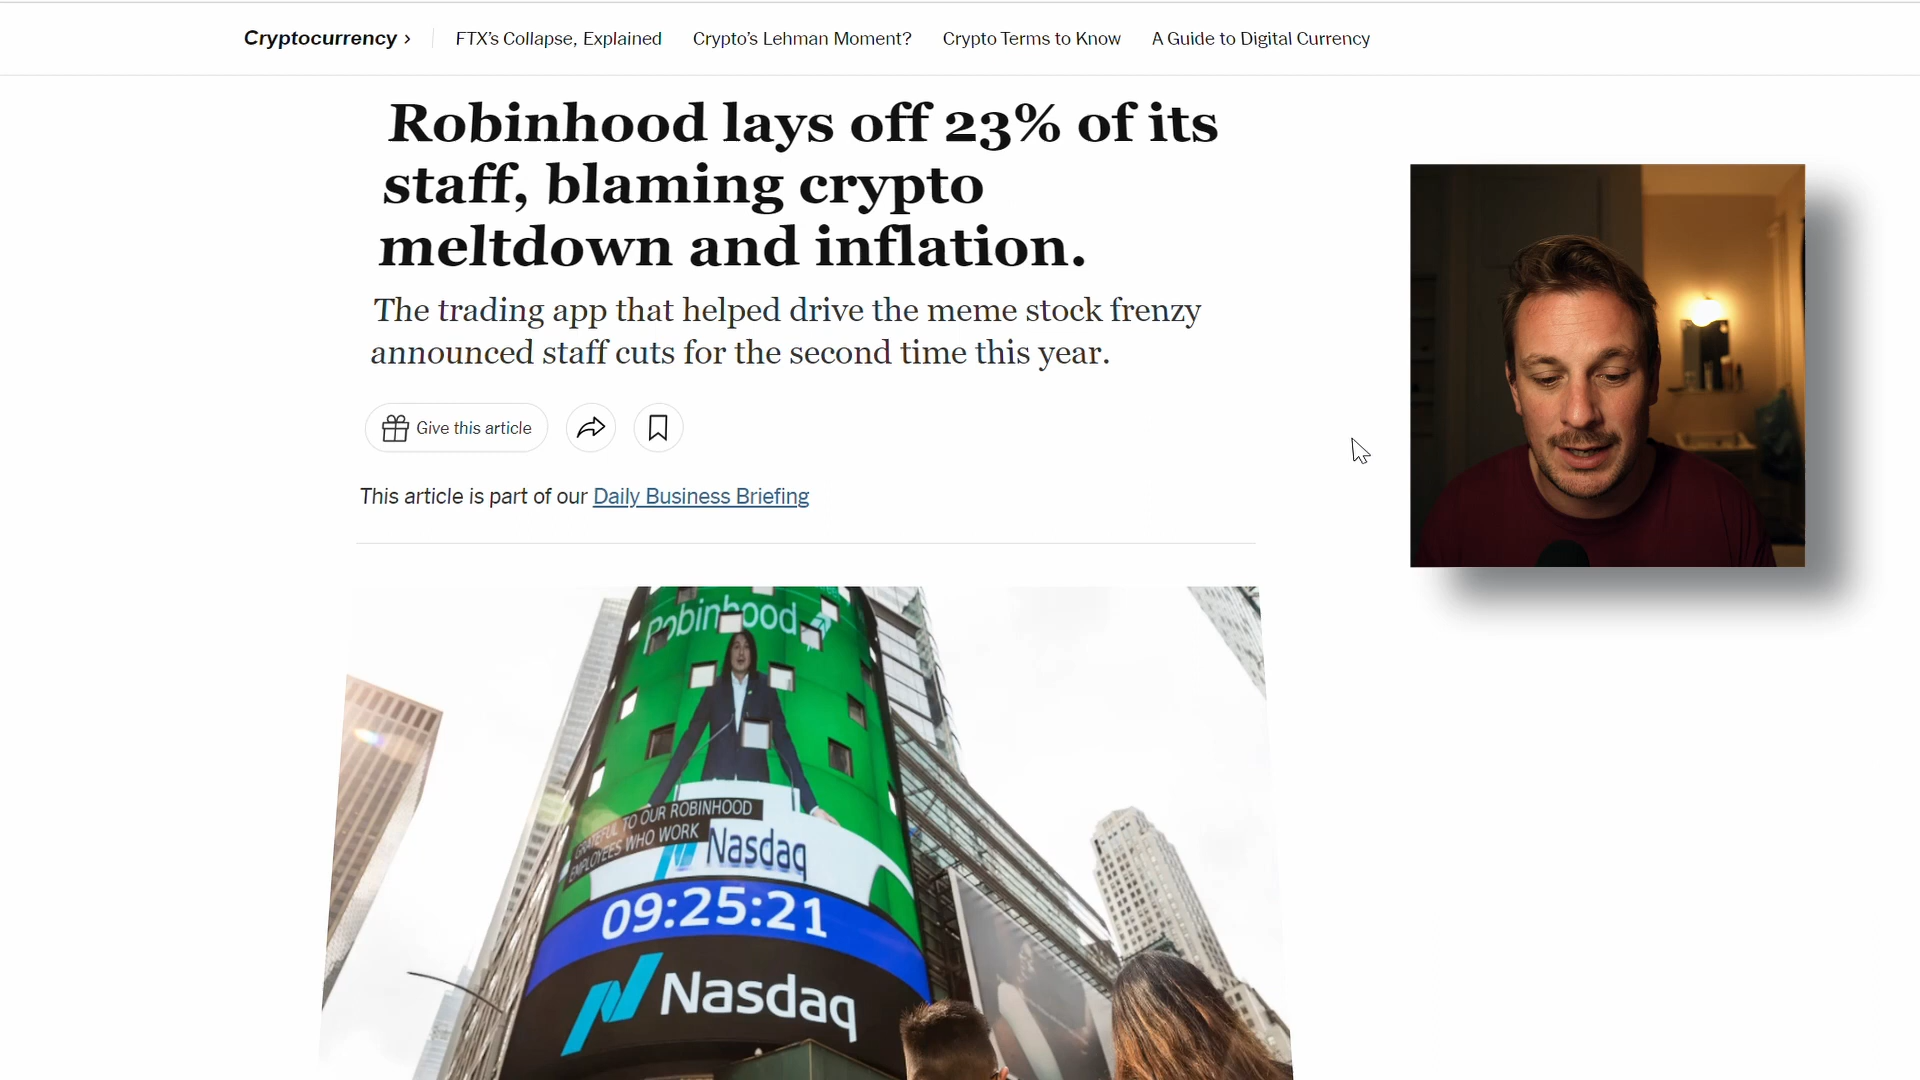 Cryptocurrency › FTX’s Collapse, Explained Crypto’s Lehman Moment? Crypto Terms to Know A Guide to Digital Currency
Robinhood lays off 23% of its
staff, blaming crypto
meltdown and inflation.
The trading app that helped drive the meme stock frenzy
announced staff cuts for the second time this year.
Give this article
This article is part of our Daily Business Briefing
Robinhood
GRATEFUL TO OUR ROBINHOOD
EMPLOYEES WHO WORK
Nasdaq
09:25:21
Nasdaq